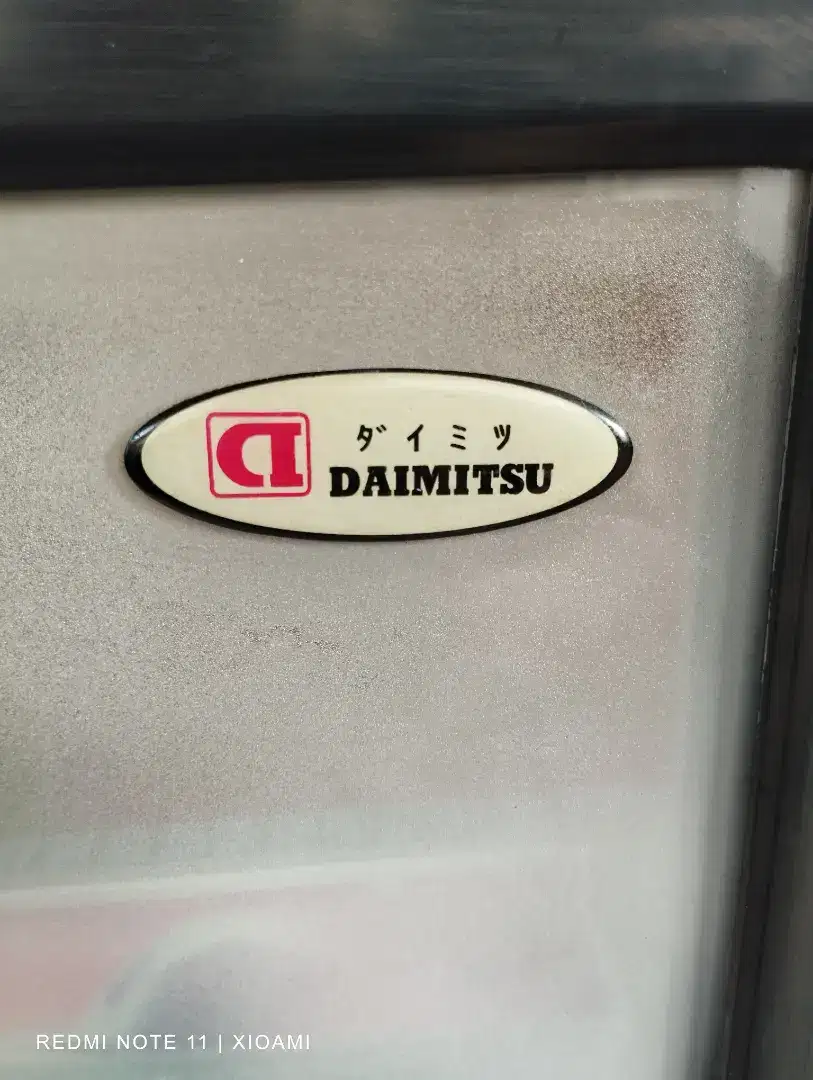 ダイミツ
DAIMITSU
REDMI NOTE 11 | XIOAMI